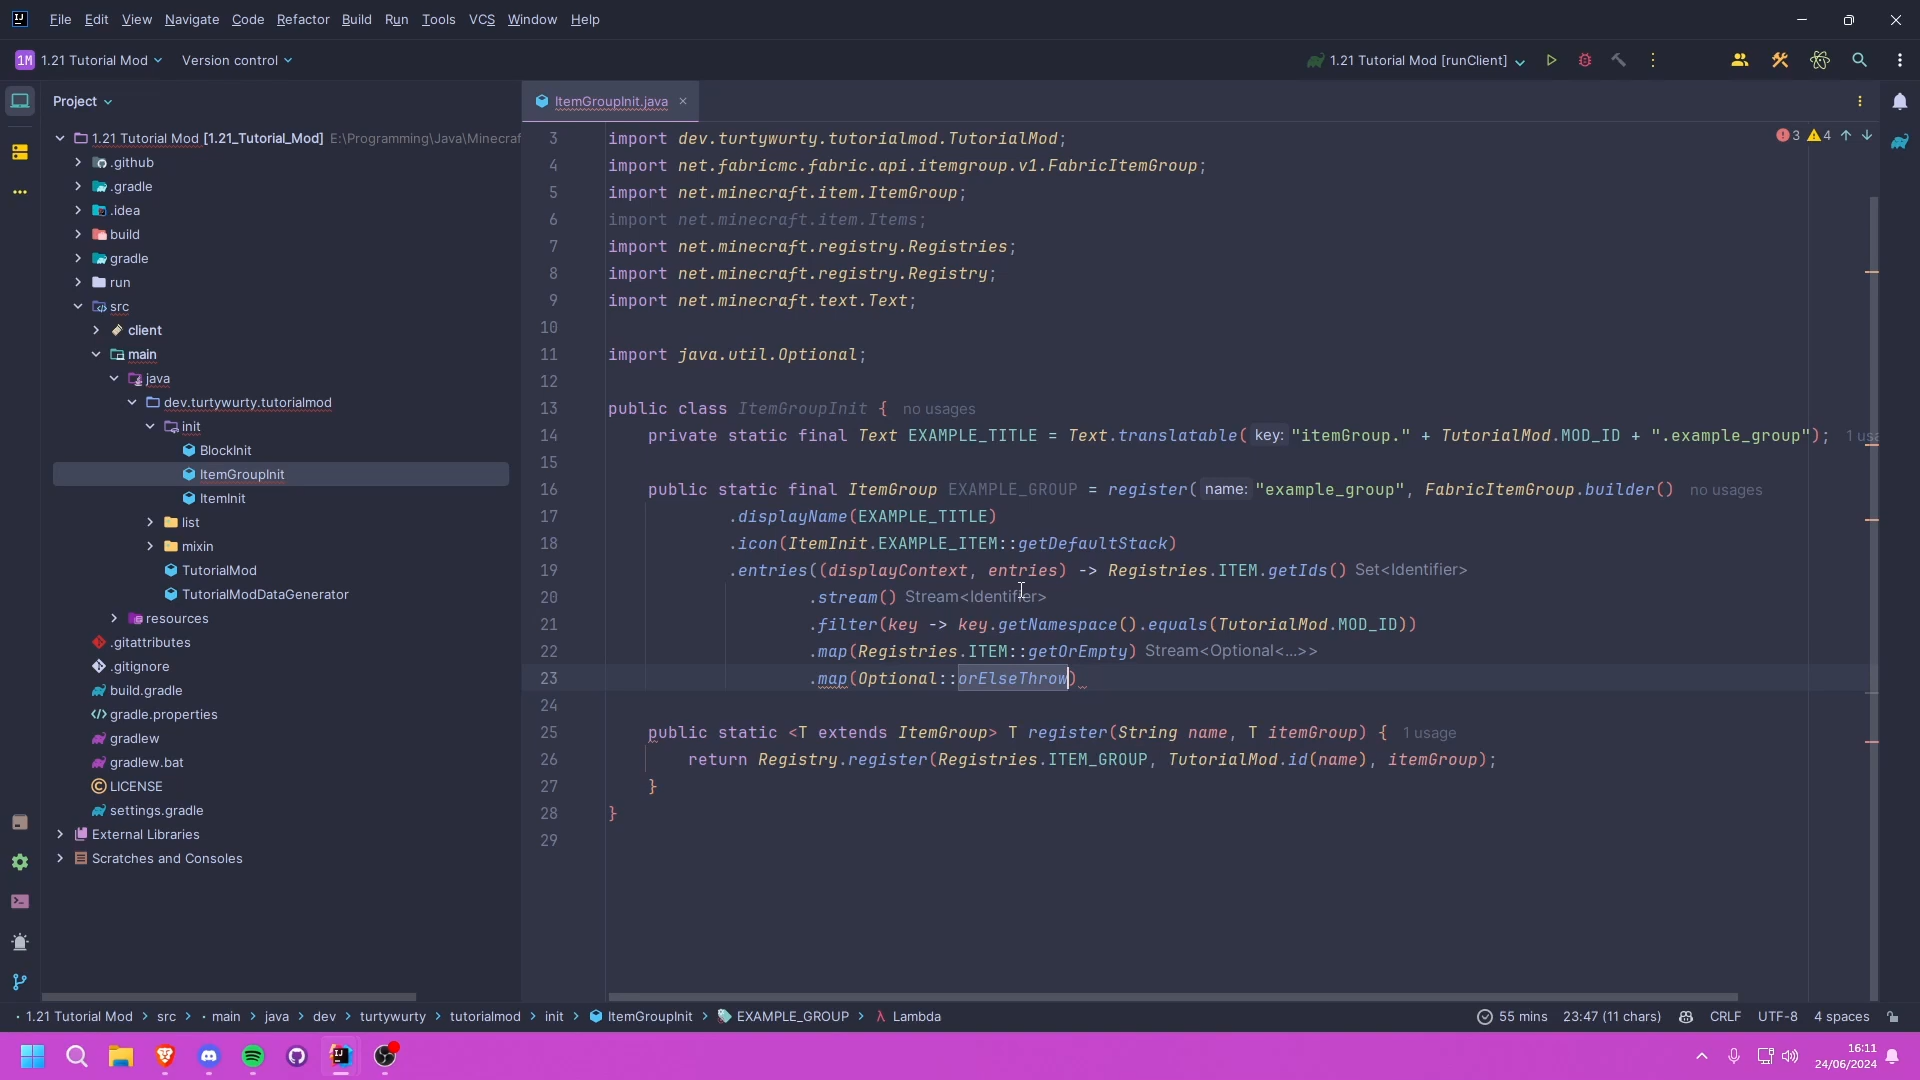 File Edit View Navigate Code Refactor Build Run Tools VCS Window Help
1M 1.21 Tutorial Mod Version control 1.21 Tutorial Mod [runClient]
Project
ItemGroupInit.java
1.21 Tutorial Mod [1.21_Tutorial_Mod] E:\Programming\Java\Minecraf
.github
.gradle
.idea
build
gradle
run
src
client
main
java
dev.turtywurty.tutorialmod
init
BlockInit
ItemGroupInit
ItemInit
list
mixin
TutorialMod
TutorialModDataGenerator
resources
.gitattributes
.gitignore
build.gradle
gradle.properties
gradlew
gradlew.bat
LICENSE
settings.gradle
External Libraries
Scratches and Consoles
3 4
3 import dev.turtywurty.tutorialmod.TutorialMod;
4 import net.fabricmc.fabric.api.itemgroup.v1.FabricItemGroup;
5 import net.minecraft.item.ItemGroup;
6 import net.minecraft.item.Items;
7 import net.minecraft.registry.Registries;
8 import net.minecraft.registry.Registry;
9 import net.minecraft.text.Text;
10
11 import java.util.Optional;
12
13 public class ItemGroupInit { no usages
14 private static final Text EXAMPLE_TITLE = Text.translatable( key: "itemGroup." + TutorialMod.MOD_ID + ".example_group"); 1 usa
15
16 public static final ItemGroup EXAMPLE_GROUP = register( name: "example_group", FabricItemGroup.builder() no usages
17 .displayName(EXAMPLE_TITLE)
18 .icon(ItemInit.EXAMPLE_ITEM::getDefaultStack)
19 .entries((displayContext, entries) -> Registries.ITEM.getIds() Set<Identifier>
20 .stream() Stream<Identifier>
21 .filter(key -> key.getNamespace().equals(TutorialMod.MOD_ID))
22 .map(Registries.ITEM::getOrEmpty) Stream<Optional<...>>
23 .map(Optional::orElseThrow)
24
25 public static <T extends ItemGroup> T register(String name, T itemGroup) { 1 usage
26 return Registry.register(Registries.ITEM_GROUP, TutorialMod.id(name), itemGroup);
27 }
28 }
29
1.21 Tutorial Mod > src > main > java > dev > turtywurty > tutorialmod > init > ItemGroupInit > EXAMPLE_GROUP > λ Lambda 55 mins 23:47 (11 chars) CRLF UTF-8 4 spaces
16:11
24/06/2024